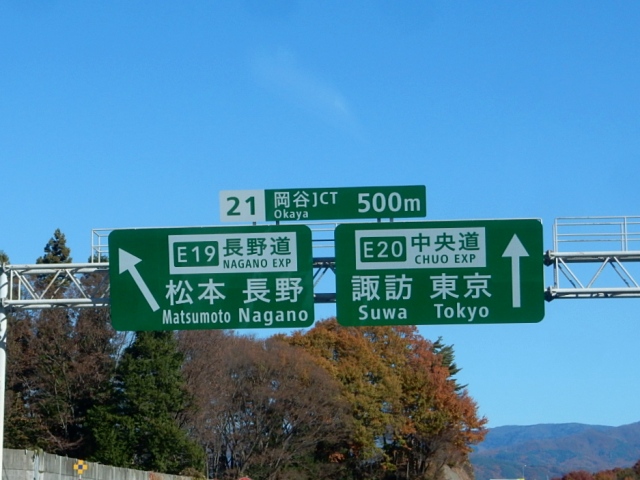 21 岡谷JCT 500m
Okaya
E19 長野道
NAGANO EXP
松本 長野
Matsumoto Nagano
E20 中央道
CHUO EXP
諏訪 東京
Suwa Tokyo